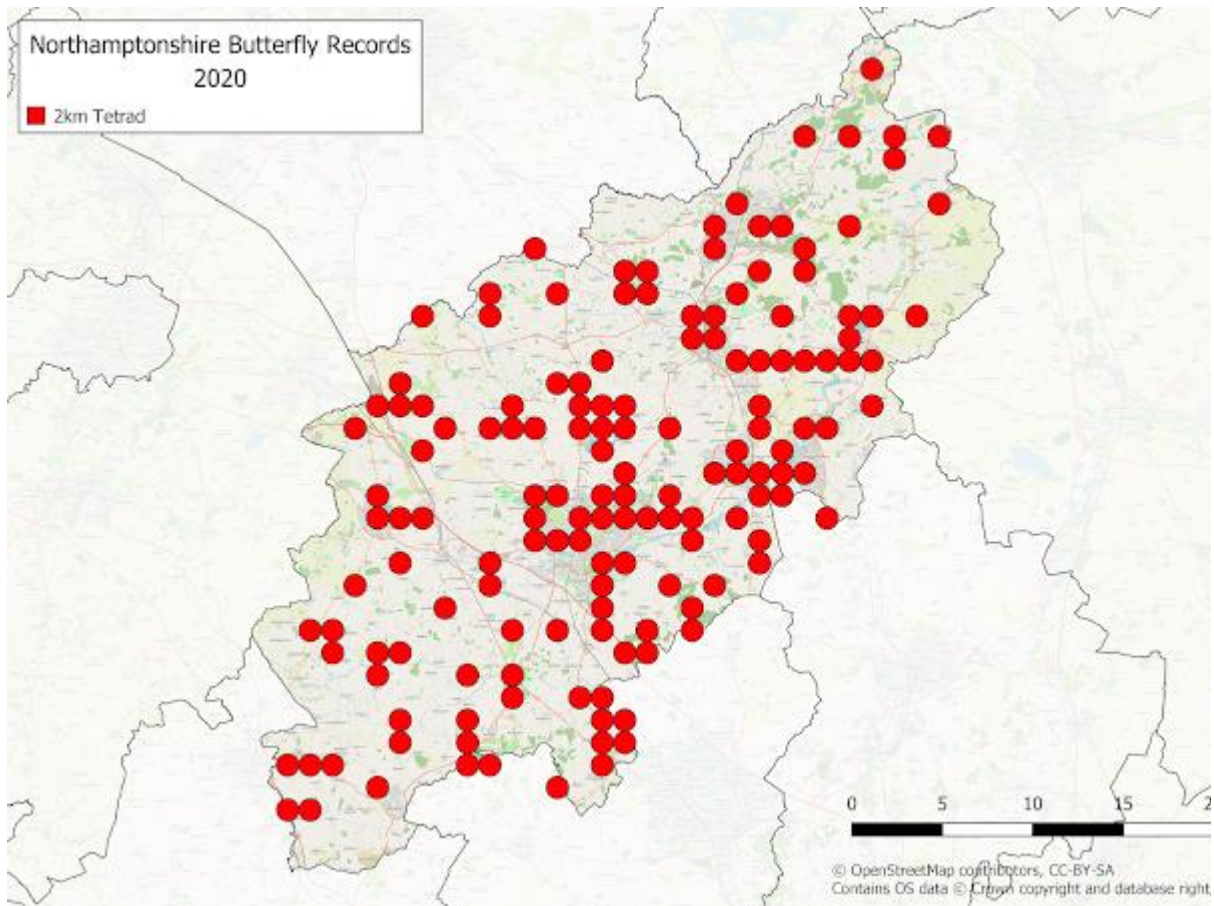 Northamptonshire Butterfly Records
2020
2km Tetrad
0 5 10 15 2
© OpenStreetMap contributors, CC-BY-SA
Contains OS data © Crown copyright and database right